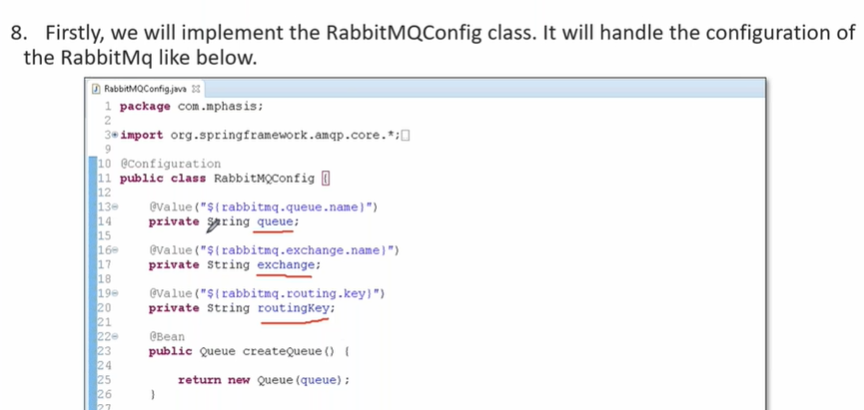 8. Firstly, we will implement the RabbitMQConfig class. It will handle the configuration of
the RabbitMq like below.
RabbitMQConfig.java
1 package com.mphasis;
2
3 import org.springframework.amqp.core.*;
9
10 @Configuration
11 public class RabbitMQConfig {
12
13 @Value("${rabbitmq.queue.name}")
14 private String queue;
15
16 @Value("${rabbitmq.exchange.name}")
17 private String exchange;
18
19 @Value("${rabbitmq.routing.key}")
20 private String routingKey;
21
22 @Bean
23 public Queue createQueue() {
24
25 return new Queue(queue);
26 }
27